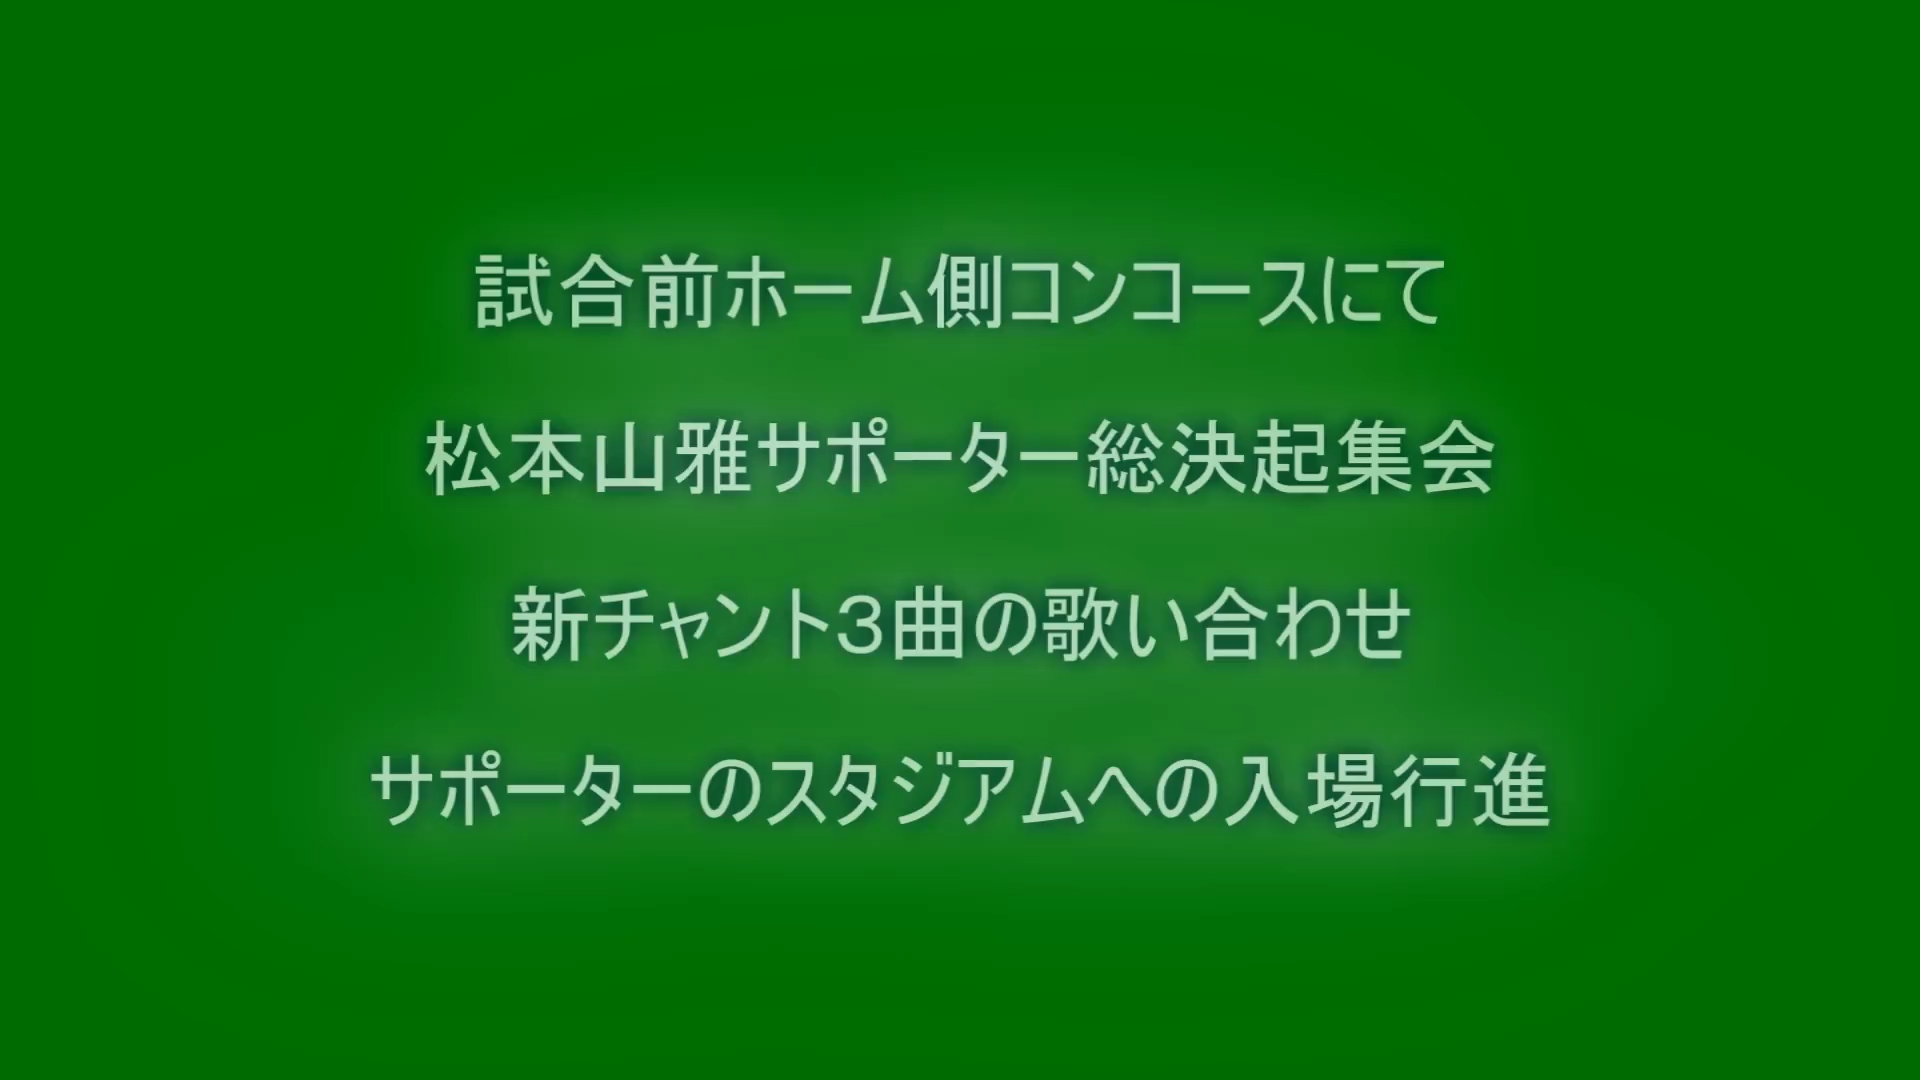 試合前ホーム側コンコースにて
松本山雅サポーター総決起集会
新チャント３曲の歌い合わせ
サポーターのスタジアムへの入場行進